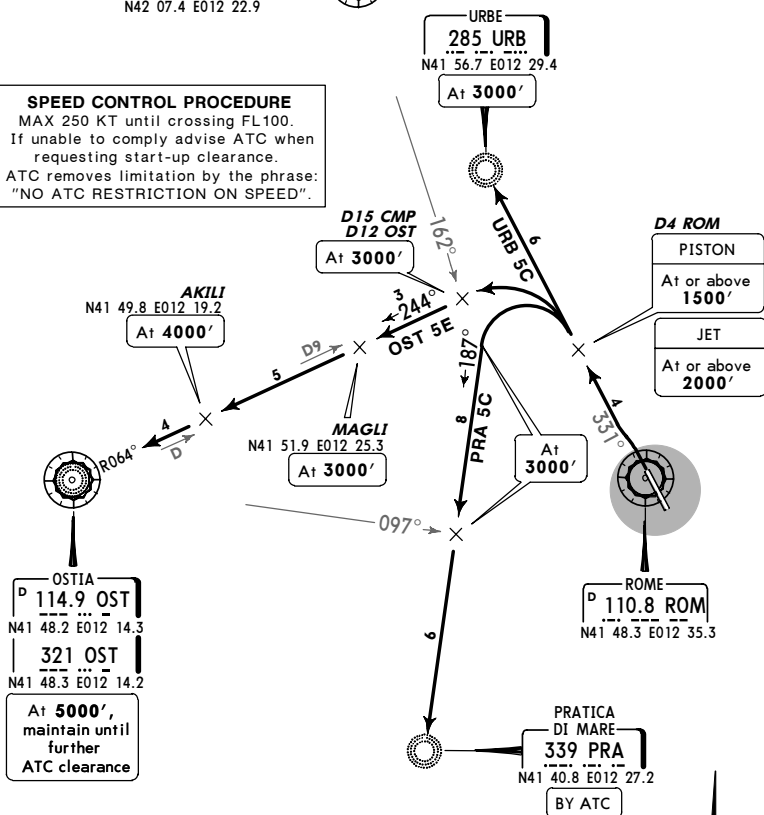 N42 07.4 E012 22.9
URBE
285 URB
N41 56.7 E012 29.4
At 3000'
SPEED CONTROL PROCEDURE
MAX 250 KT until crossing FL100.
If unable to comply advise ATC when
requesting start-up clearance.
ATC removes limitation by the phrase:
"NO ATC RESTRICTION ON SPEED".
162°
D15 CMP
D12 OST
At 3000'
6
URB 5C
D4 ROM
PISTON
At or above
1500'
JET
At or above
2000'
AKILI
N41 49.8 E012 19.2
At 4000'
3
244°
OST 5E
D9
5
187°
8
PRA 5C
4
331°
MAGLI
N41 51.9 E012 25.3
At 3000'
At
3000'
4
D
R064°
097°
OSTIA
D 114.9 OST
N41 48.2 E012 14.3
321 OST
N41 48.3 E012 14.2
At 5000',
maintain until
further
ATC clearance
ROME
D 110.8 ROM
N41 48.3 E012 35.3
6
PRATICA
DI MARE
339 PRA
N41 40.8 E012 27.2
BY ATC